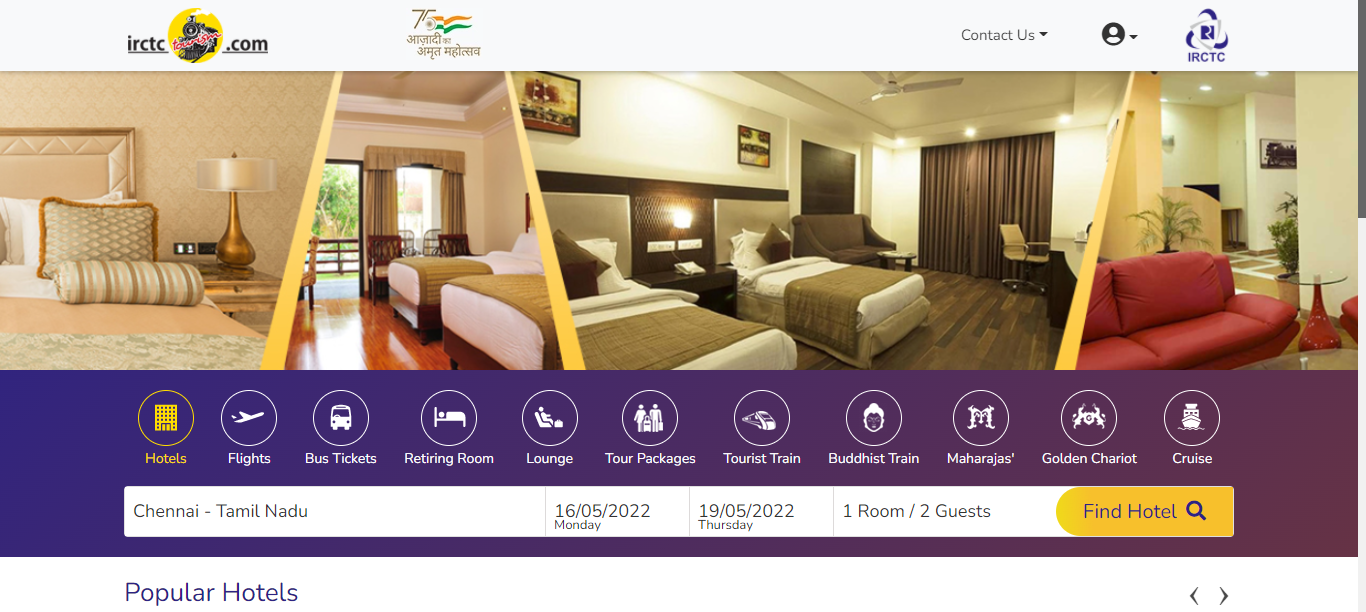 irctc tourism .com
75
आज़ादी का
अमृत महोत्सव
Contact Us
IRCTC
Hotels
Flights
Bus Tickets
Retiring Room
Lounge
Tour Packages
Tourist Train
Buddhist Train
Maharajas'
Golden Chariot
Cruise
Chennai - Tamil Nadu
16/05/2022
Monday
19/05/2022
Thursday
1 Room / 2 Guests
Find Hotel
Popular Hotels